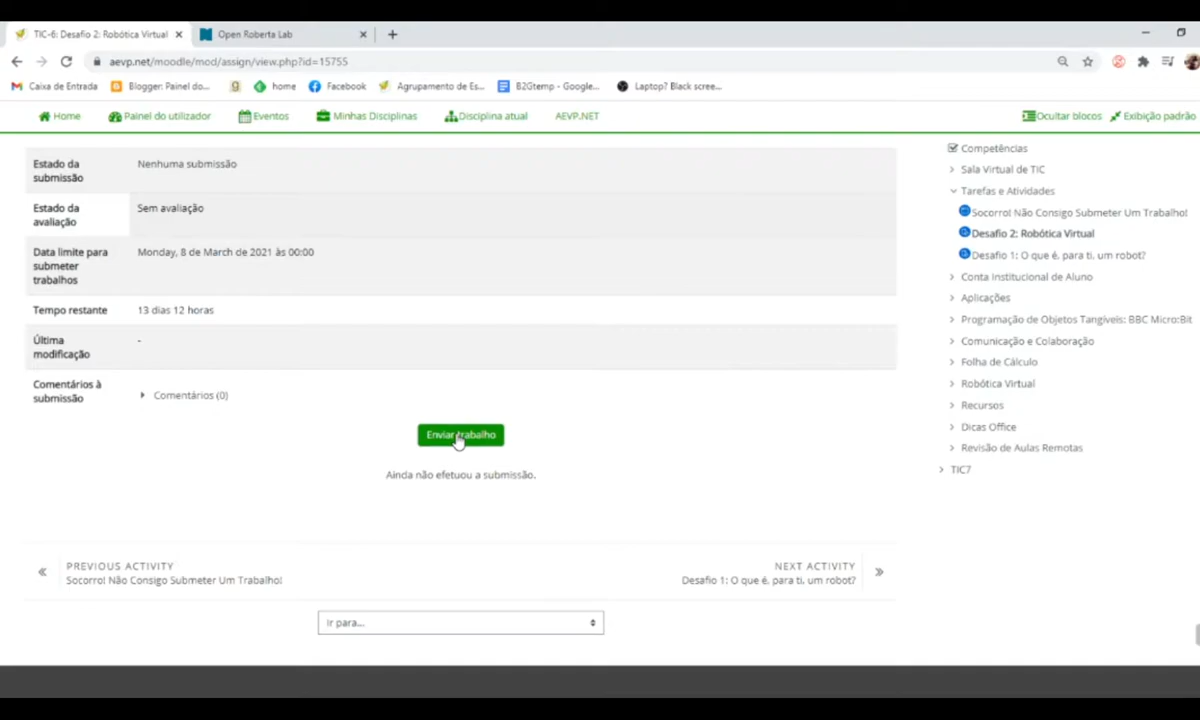 TIC-6: Desafio 2: Robótica Virtual
Open Roberta Lab
aevp.net/moodle/mod/assign/view.php?id=15755
Caixa de Entrada
Blogger: Painel do...
home
Facebook
Agrupamento de Es...
B2Gtemp - Google...
Laptop? Black scree...
Home
Painel do utilizador
Eventos
Minhas Disciplinas
Disciplina atual
AEVP.NET
Ocultar blocos
Exibição padrão
Estado da
submissão
Nenhuma submissão
Estado da
avaliação
Sem avaliação
Data limite para
submeter
trabalhos
Monday, 8 de March de 2021 às 00:00
Tempo restante
13 dias 12 horas
Última
modificação
-
Comentários à
submissão
Comentários (0)
Enviar trabalho
Ainda não efetuou a submissão.
PREVIOUS ACTIVITY
Socorro! Não Consigo Submeter Um Trabalho!
NEXT ACTIVITY
Desafio 1: O que é, para ti, um robot?
Ir para...
Competências
Sala Virtual de TIC
Tarefas e Atividades
Socorro! Não Consigo Submeter Um Trabalho!
Desafio 2: Robótica Virtual
Desafio 1: O que é, para ti, um robot?
Conta Institucional de Aluno
Aplicações
Programação de Objetos Tangíveis: BBC Micro:Bit
Comunicação e Colaboração
Folha de Cálculo
Robótica Virtual
Recursos
Dicas Office
Revisão de Aulas Remotas
TIC7